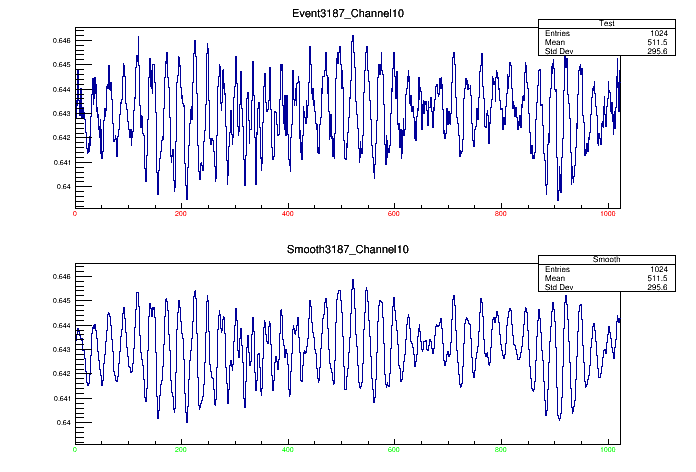 Event3187_Channel10
Test
Entries 1024
Mean 511.5
Std Dev 295.6
0.646
0.645
0.644
0.643
0.642
0.641
0.64
0 200 400 600 800 1000
Smooth3187_Channel10
Smooth
Entries 1024
Mean 511.5
Std Dev 295.6
0.646
0.645
0.644
0.643
0.642
0.641
0.64
0 200 400 600 800 1000